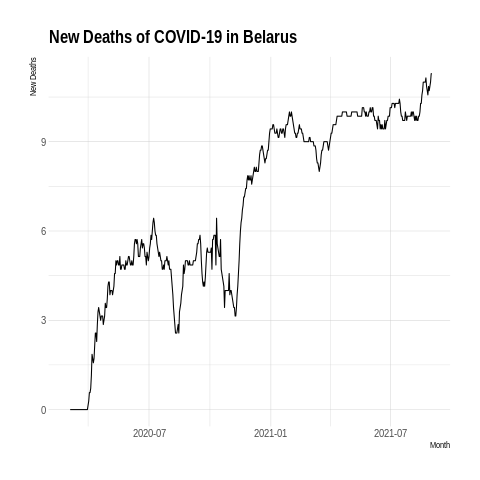 New Deaths of COVID-19 in Belarus
New Deaths
9
6
3
0
2020-07
2021-01
2021-07
Month